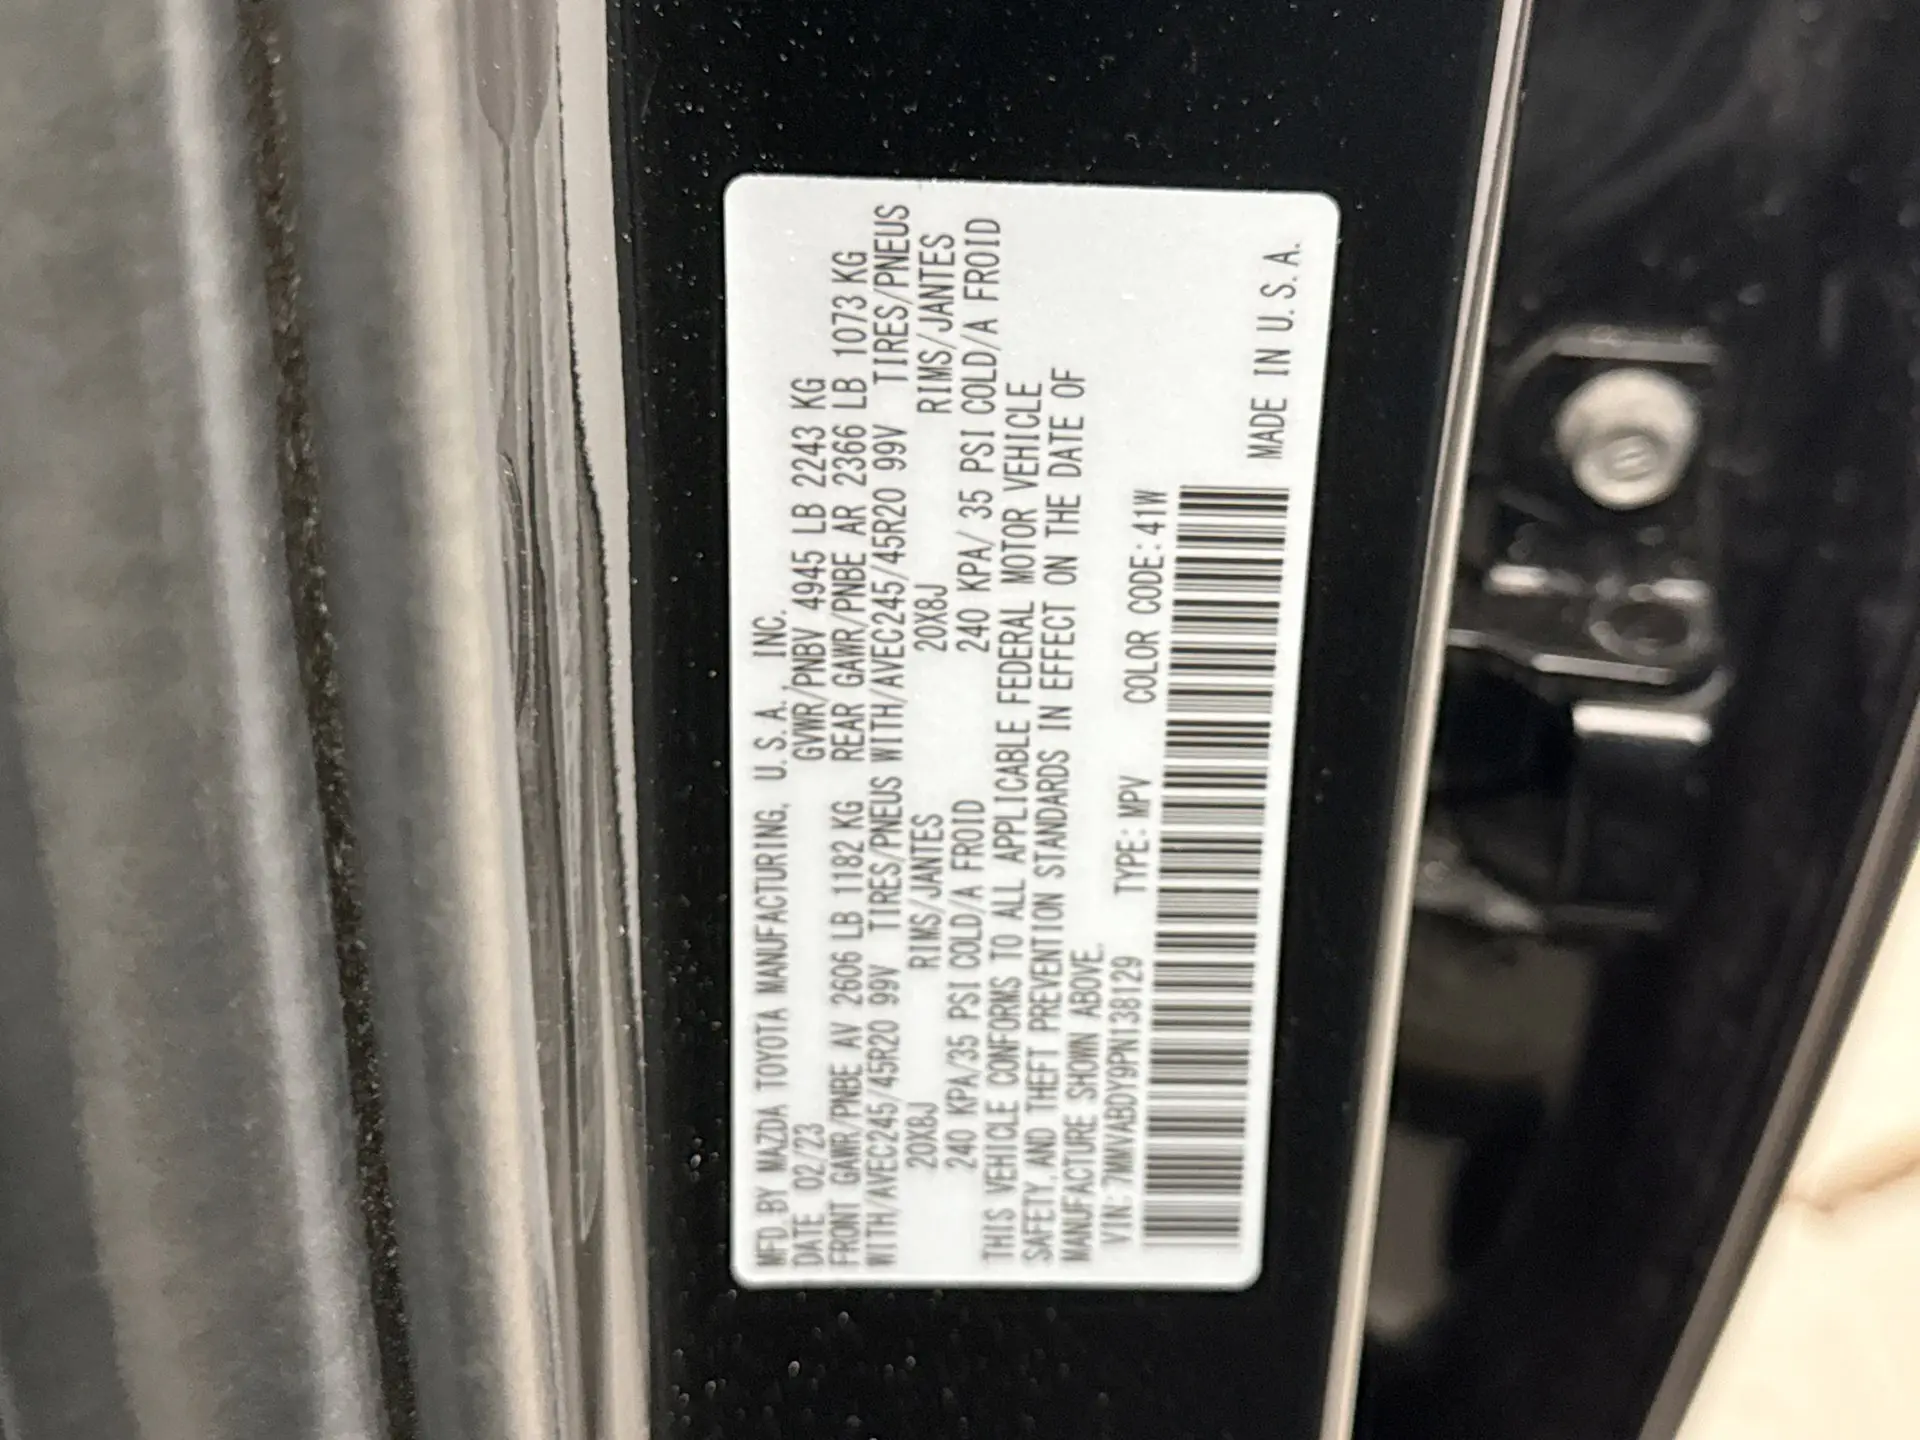 MFD.BY MAZDA TOYOTA MANUFACTURING, U.S.A., INC.
DATE 02/23 GVWR/PNBV 4945 LB 2243 KG
FRONT GAWR/PNBE AV 2606 LB 1182 KG REAR GAWR/PNBE AR 2366 LB 1073 KG
WITH/AVEC245/45R20 99V TIRES/PNEUS WITH/AVEC245/45R20 99V TIRES/PNEUS
20X8J RIMS/JANTES 20X8J RIMS/JANTES
240 KPA/35 PSI COLD/A FROID 240 KPA/ 35 PSI COLD/A FROID
THIS VEHICLE CONFORMS TO ALL APPLICABLE FEDERAL MOTOR VEHICLE
SAFETY, AND THEFT PREVENTION STANDARDS IN EFFECT ON THE DATE OF
MANUFACTURE SHOWN ABOVE.
VIN:7MMVABDY9PN138129 TYPE:MPV COLOR CODE:41W
MADE IN U.S.A.